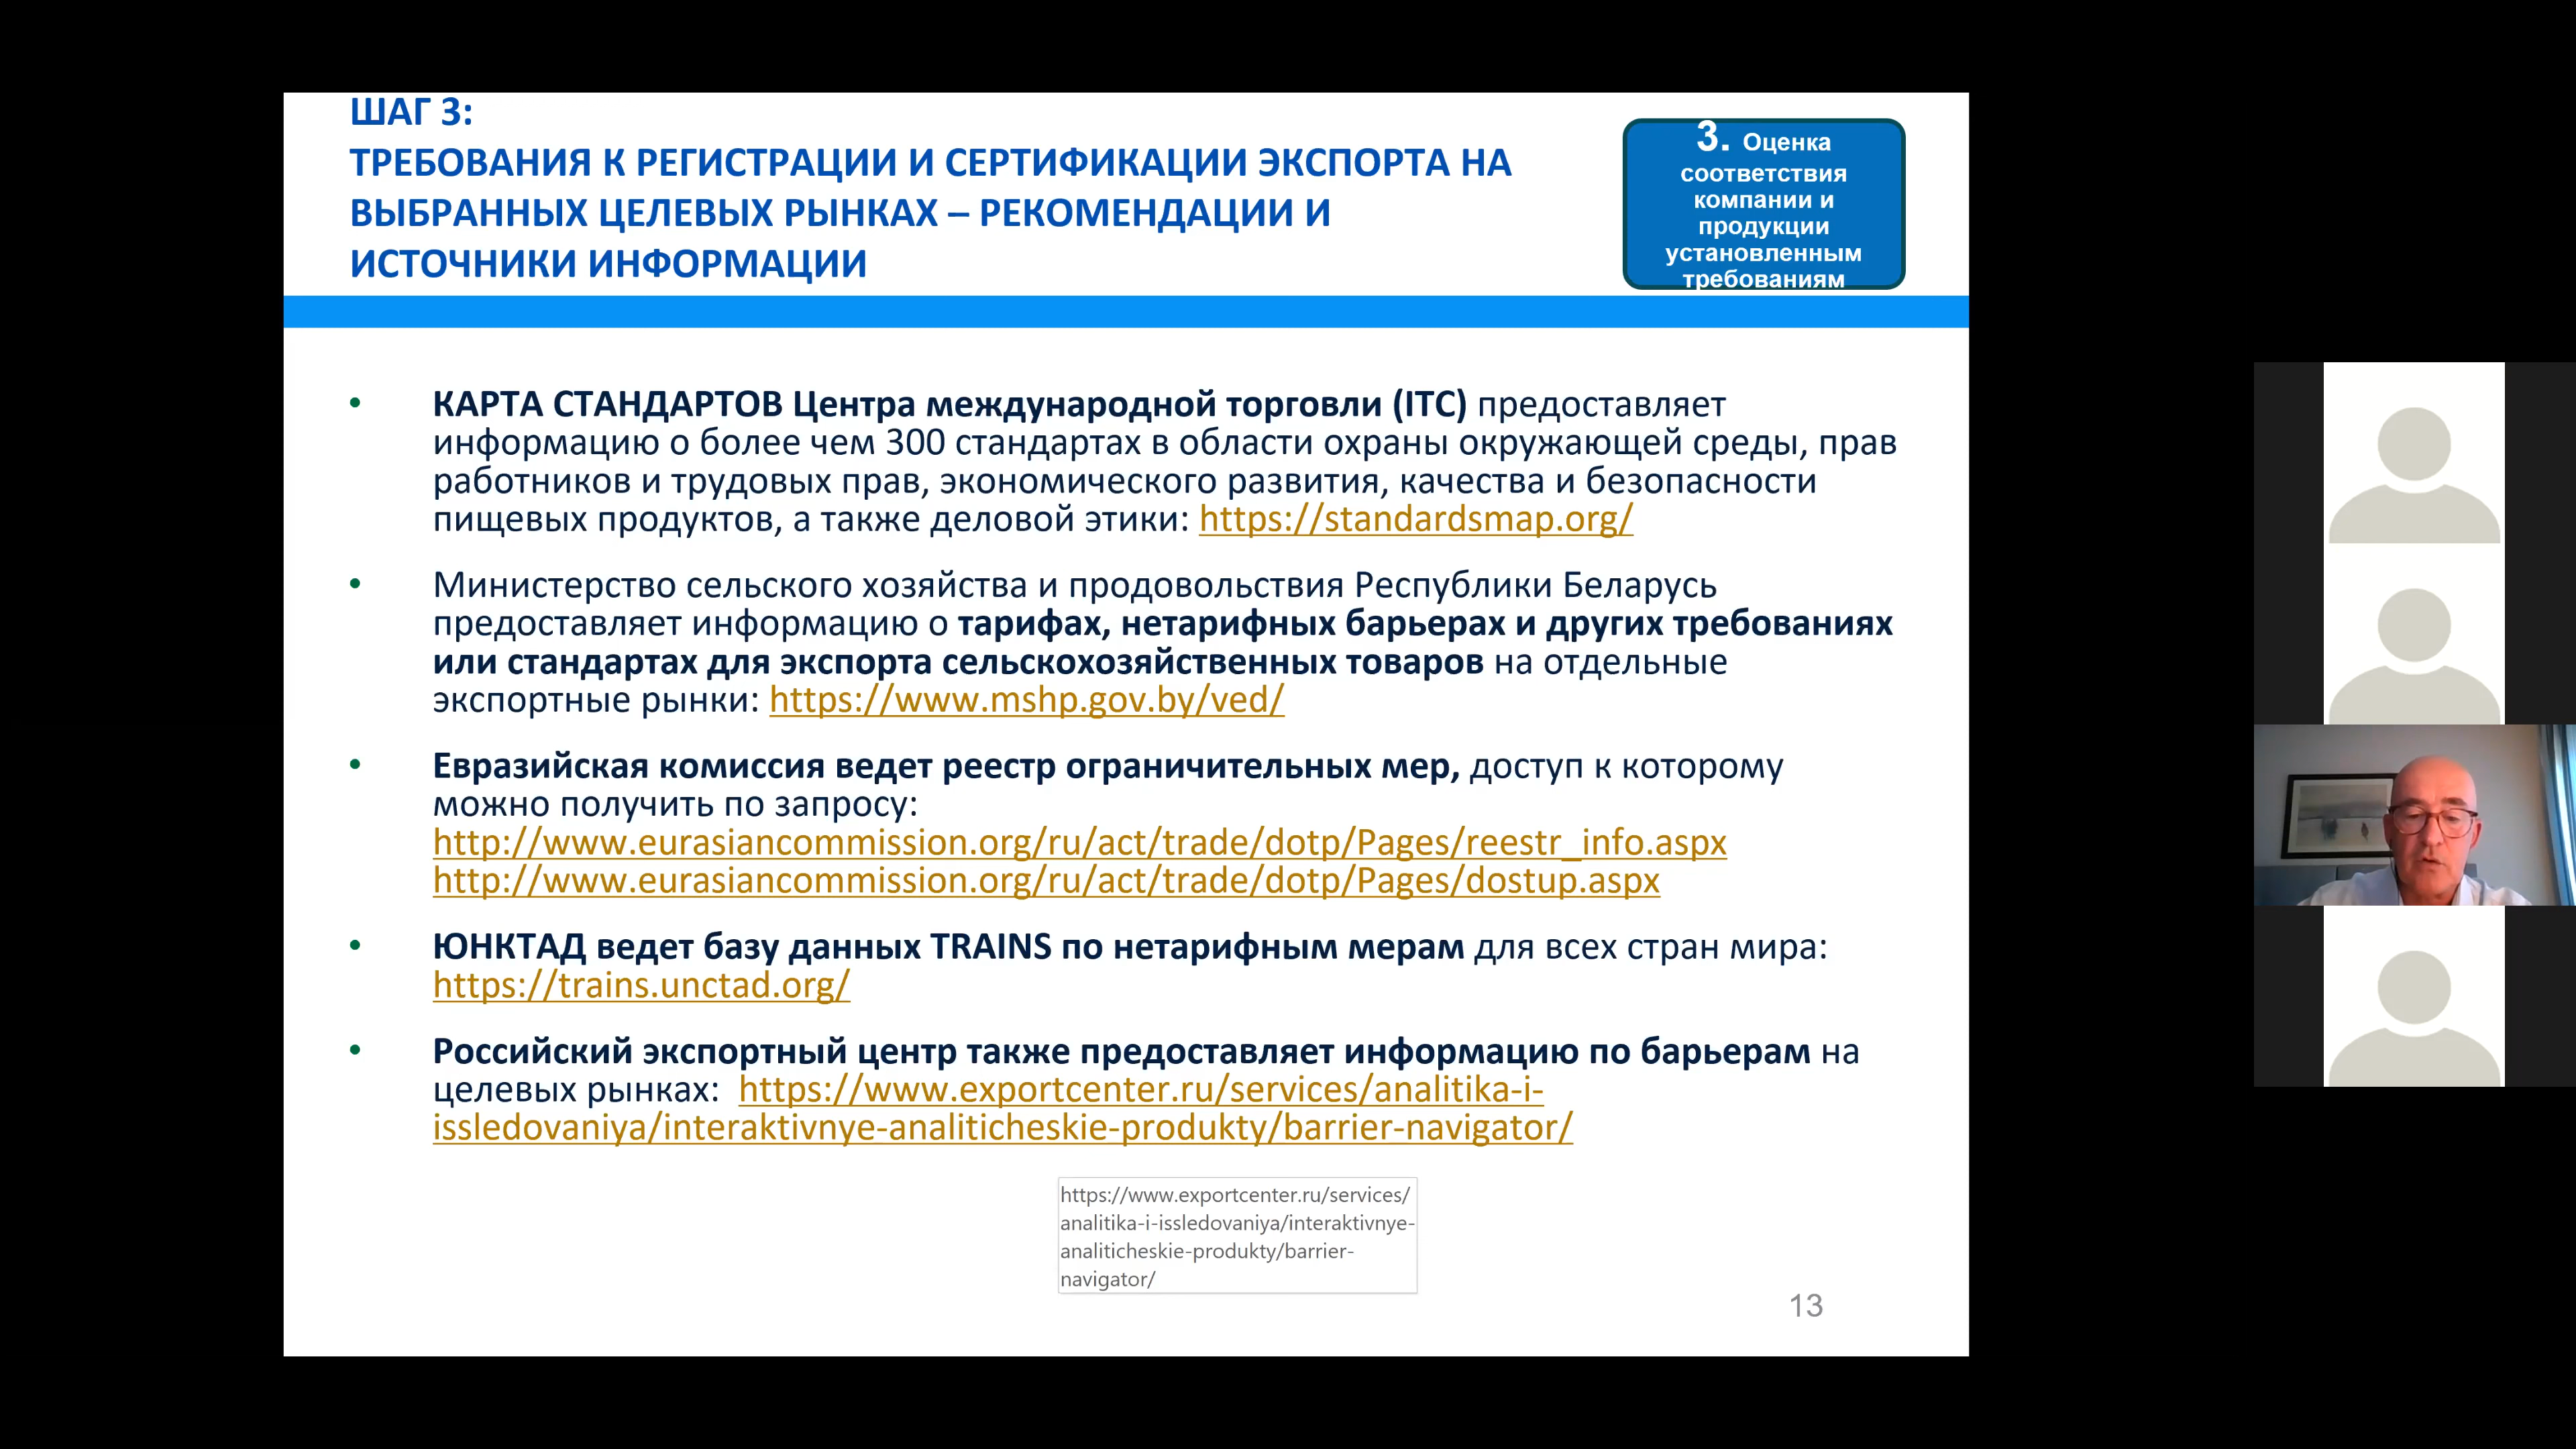 ШАГ 3:
ТРЕБОВАНИЯ К РЕГИСТРАЦИИ И СЕРТИФИКАЦИИ ЭКСПОРТА НА
ВЫБРАННЫХ ЦЕЛЕВЫХ РЫНКАХ – РЕКОМЕНДАЦИИ И
ИСТОЧНИКИ ИНФОРМАЦИИ
3. Оценка
соответствия
компании и
продукции
установленным
требованиям
• КАРТА СТАНДАРТОВ Центра международной торговли (ITC) предоставляет
информацию о более чем 300 стандартах в области охраны окружающей среды, прав
работников и трудовых прав, экономического развития, качества и безопасности
пищевых продуктов, а также деловой этики: https://standardsmap.org/
• Министерство сельского хозяйства и продовольствия Республики Беларусь
предоставляет информацию о тарифах, нетарифных барьерах и других требованиях
или стандартах для экспорта сельскохозяйственных товаров на отдельные
экспортные рынки: https://www.mshp.gov.by/ved/
• Евразийская комиссия ведет реестр ограничительных мер, доступ к которому
можно получить по запросу:
http://www.eurasiancommission.org/ru/act/trade/dotp/Pages/reestr_info.aspx
http://www.eurasiancommission.org/ru/act/trade/dotp/Pages/dostup.aspx
• ЮНКТАД ведет базу данных TRAINS по нетарифным мерам для всех стран мира:
https://trains.unctad.org/
• Российский экспортный центр также предоставляет информацию по барьерам на
целевых рынках: https://www.exportcenter.ru/services/analitika-i-
issledovaniya/interaktivnye-analiticheskie-produkty/barrier-navigator/
https://www.exportcenter.ru/services/
analitika-i-issledovaniya/interaktivnye-
analiticheskie-produkty/barrier-
navigator/
13